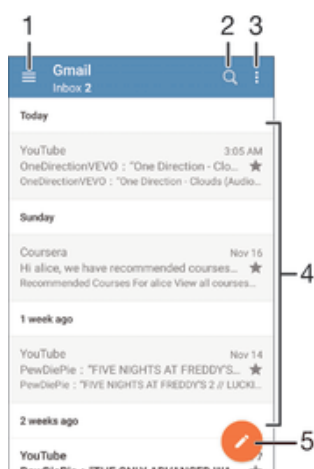 1 2 3
Gmail
Inbox 2
Today
YouTube 3:05 AM
OneDirectionVEVO : "One Direction - Clo...
OneDirectionVEVO : "One Direction - Clouds (Audio...
Sunday
Coursera Nov 16
Hi alice, we have recommended courses...
Recommended Courses For alice View all courses...
4
1 week ago
YouTube Nov 14
PewDiePie : "FIVE NIGHTS AT FREDDY'S...
PewDiePie : "FIVE NIGHTS AT FREDDY'S 2 // LUCKI...
2 weeks ago
5
YouTube 7